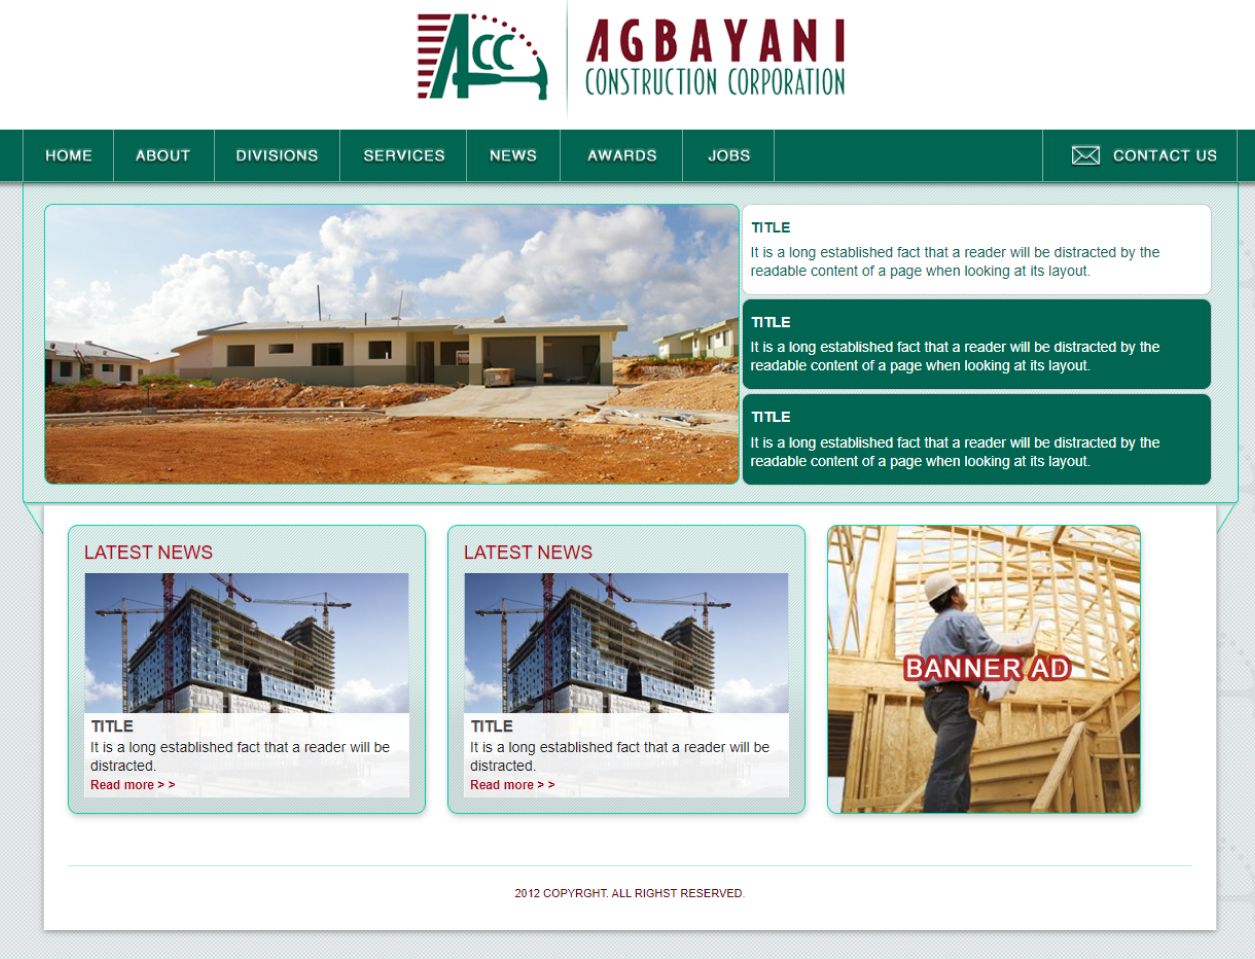 ACC
AGBAYANI
CONSTRUCTION CORPORATION
HOME
ABOUT
DIVISIONS
SERVICES
NEWS
AWARDS
JOBS
CONTACT US
TITLE
It is a long established fact that a reader will be distracted by the
readable content of a page when looking at its layout.
TITLE
It is a long established fact that a reader will be distracted by the
readable content of a page when looking at its layout.
TITLE
It is a long established fact that a reader will be distracted by the
readable content of a page when looking at its layout.
LATEST NEWS
TITLE
It is a long established fact that a reader will be
distracted.
Read more > >
LATEST NEWS
TITLE
It is a long established fact that a reader will be
distracted.
Read more > >
BANNER AD
2012 COPYRGHT. ALL RIGHST RESERVED.